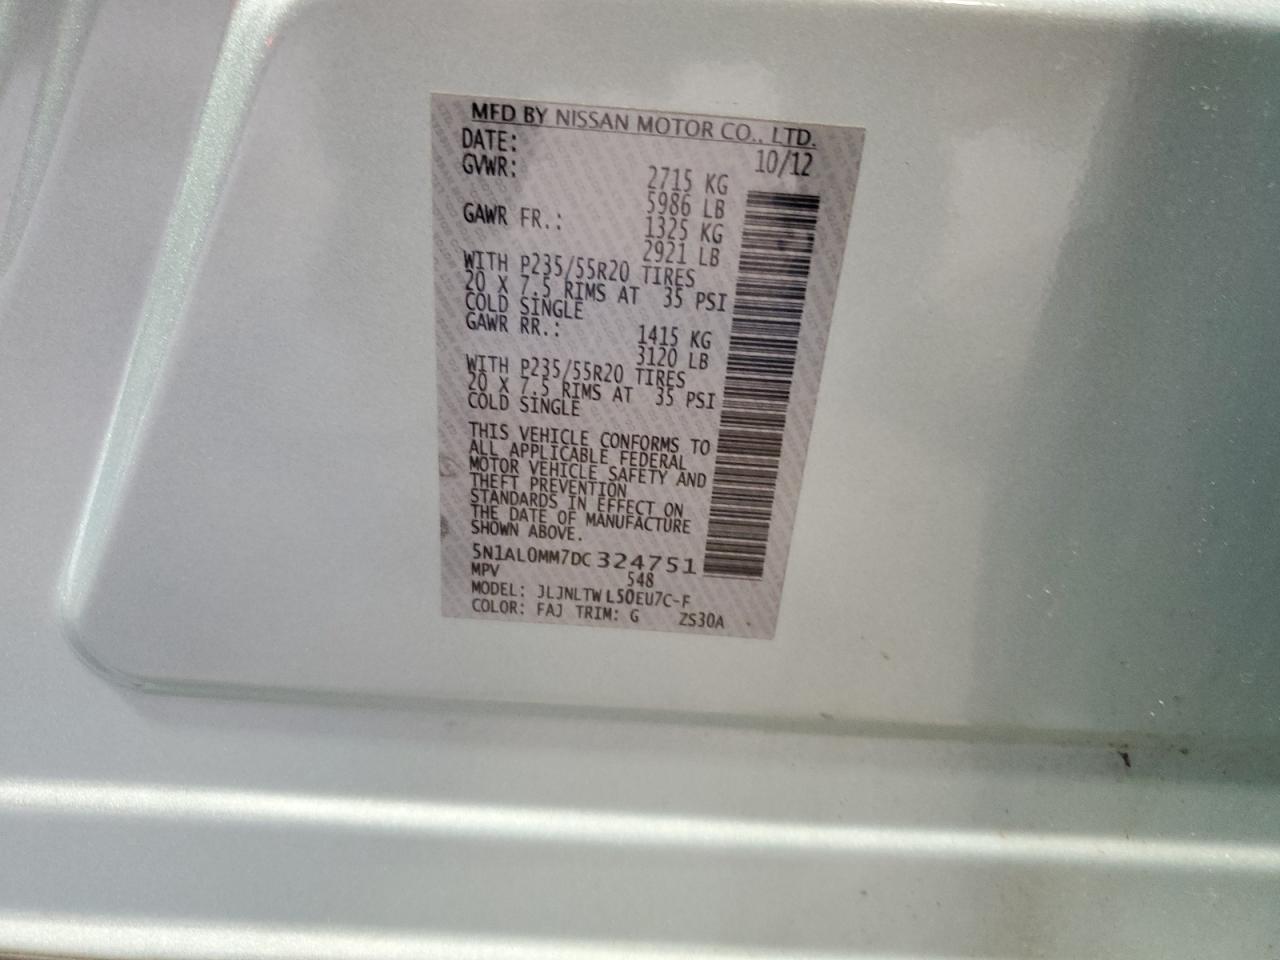 MFD BY NISSAN MOTOR CO., LTD.
DATE: 10/12
GVWR: 2715 KG
5986 LB
GAWR FR.: 1325 KG
2921 LB
WITH P235/55R20 TIRES
20 X 7.5 RIMS AT 35 PSI
COLD SINGLE
GAWR RR.: 1415 KG
3120 LB
WITH P235/55R20 TIRES
20 X 7.5 RIMS AT 35 PSI
COLD SINGLE
THIS VEHICLE CONFORMS TO
ALL APPLICABLE FEDERAL
MOTOR VEHICLE SAFETY AND
THEFT PREVENTION
STANDARDS IN EFFECT ON
THE DATE OF MANUFACTURE
SHOWN ABOVE.
5N1AL0MM7DC324751
MPV 548
MODEL: JLJNLTWL50EU7C-F
COLOR: FAJ TRIM: G ZS30A